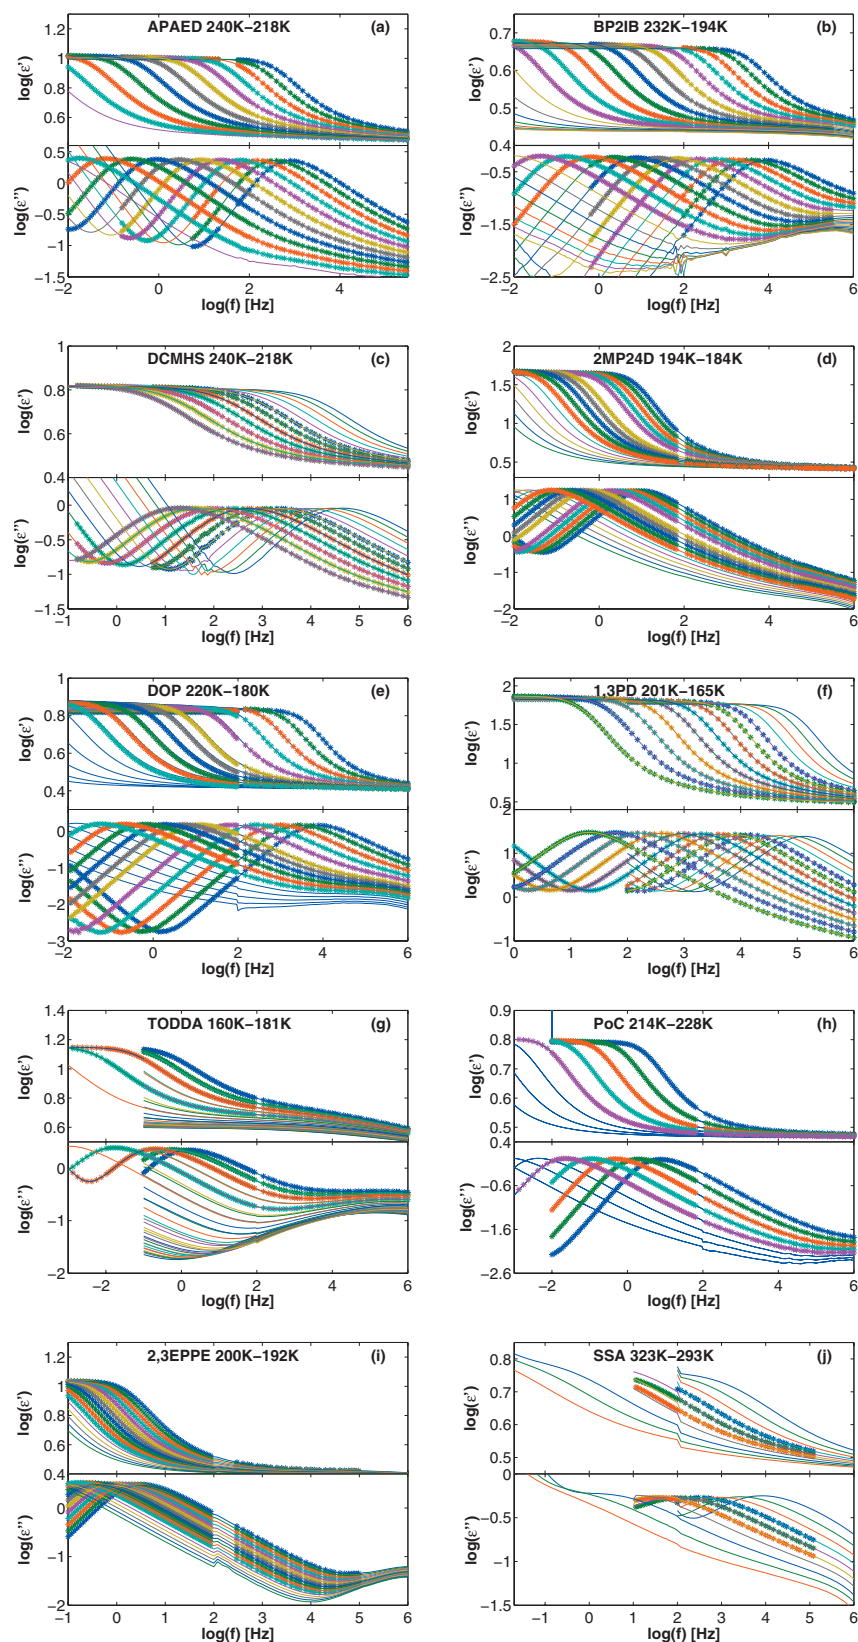 APAED 240K−218K (a)
log(ε')
1.4
1.2
1
0.8
0.6
log(ε'')
0.5
0
−0.5
−1
−1.5
−2 0 2 4
log(f) [Hz]
BP2IB 232K−194K (b)
log(ε')
0.7
0.6
0.5
0.4
log(ε'')
−0.5
−1.5
−2.5
−2 0 2 4 6
log(f) [Hz]
DCMHS 240K−218K (c)
log(ε')
1
0.8
0.6
0.4
log(ε'')
0
−0.5
−1
−1.5
−1 0 1 2 3 4 5 6
log(f) [Hz]
2MP24D 194K−184K (d)
log(ε')
2
1.5
1
0.5
log(ε'')
1
0
−1
−2
−2 0 2 4 6
log(f) [Hz]
DOP 220K−180K (e)
log(ε')
1
0.8
0.6
0.4
log(ε'')
0
−1
−2
−3
−2 0 2 4 6
log(f) [Hz]
1,3PD 201K−165K (f)
log(ε')
2
1.5
1
0.5
log(ε'')
2
1
0
−1
0 1 2 3 4 5 6
log(f) [Hz]
TODDA 160K−181K (g)
log(ε')
1.4
1.2
1
0.8
0.6
log(ε'')
0
−1
−2
−2 0 2 4 6
log(f) [Hz]
PoC 214K−228K (h)
log(ε')
0.9
0.8
0.7
0.6
0.5
log(ε'')
0.4
−0.6
−1.6
−2.6
−2 0 2 4 6
log(f) [Hz]
2,3EPPE 200K−192K (i)
log(ε')
1.2
1
0.8
0.6
0.4
log(ε'')
0
−1
−2
−1 0 1 2 3 4 5 6
log(f) [Hz]
SSA 323K−293K (j)
log(ε')
0.8
0.7
0.6
0.5
log(ε'')
0
−0.5
−1
−1.5
−1 0 1 2 3 4 5 6
log(f) [Hz]